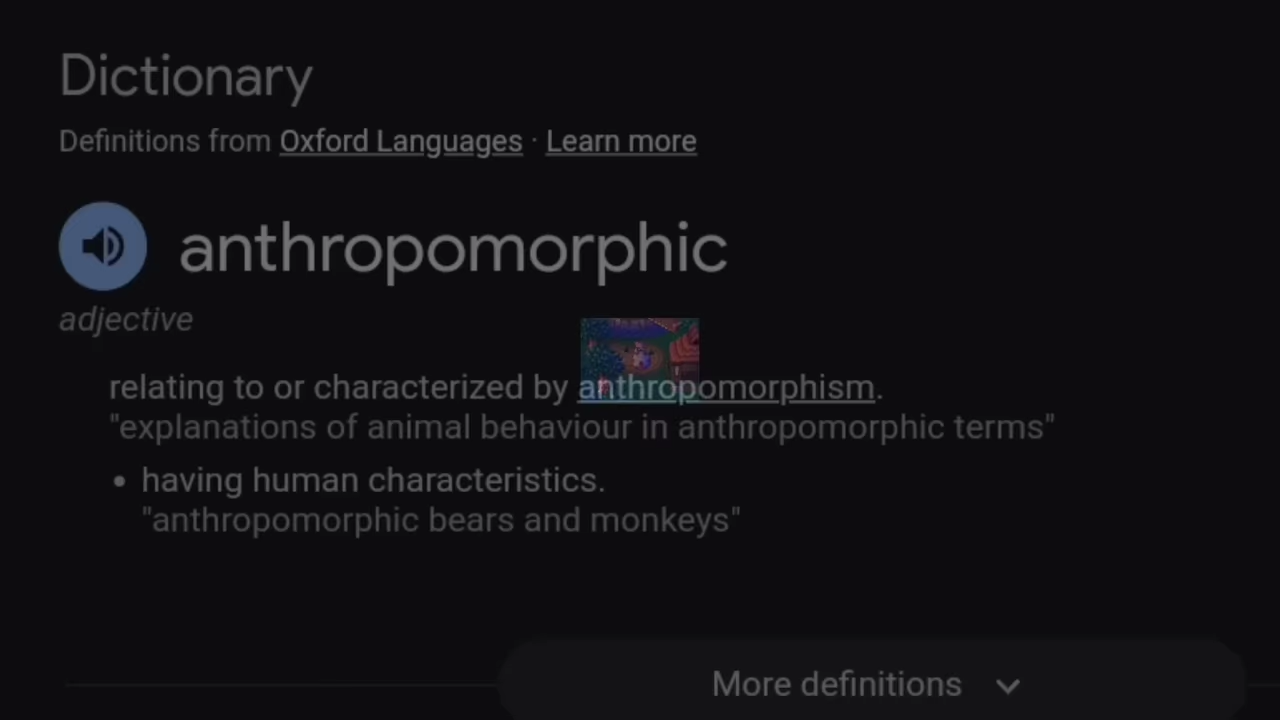 Dictionary
Definitions from Oxford Languages · Learn more
anthropomorphic
adjective
relating to or characterized by anthropomorphism.
"explanations of animal behaviour in anthropomorphic terms"
• having human characteristics.
"anthropomorphic bears and monkeys"
More definitions